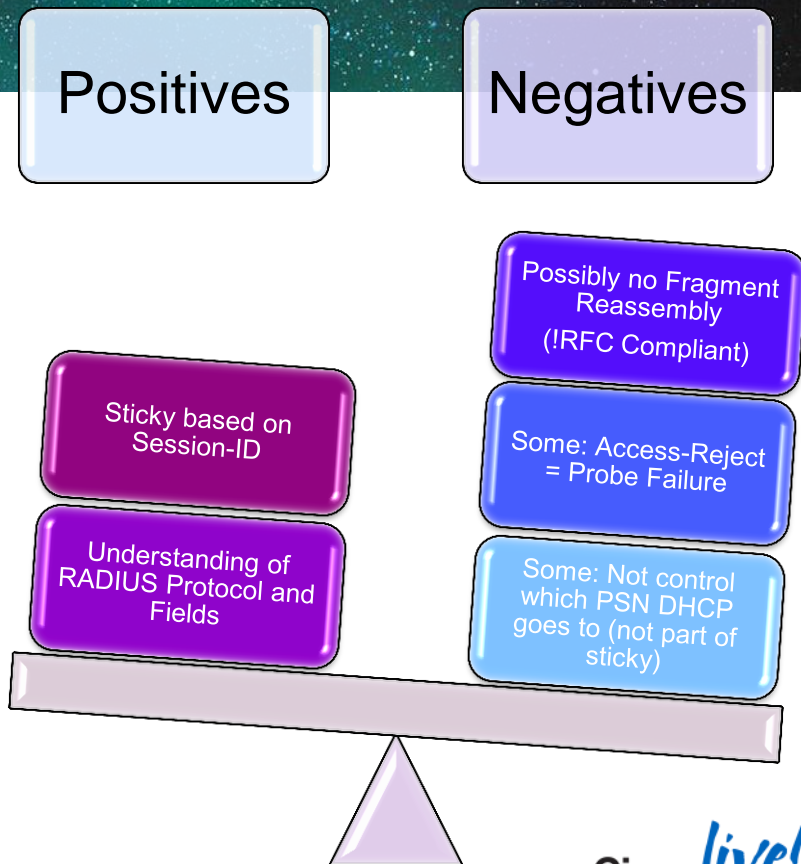 Positives
Negatives
Possibly no Fragment
Reassembly
(!RFC Compliant)
Sticky based on
Session-ID
Some: Access-Reject
= Probe Failure
Understanding of
RADIUS Protocol and
Fields
Some: Not control
which PSN DHCP
goes to (not part of
sticky)